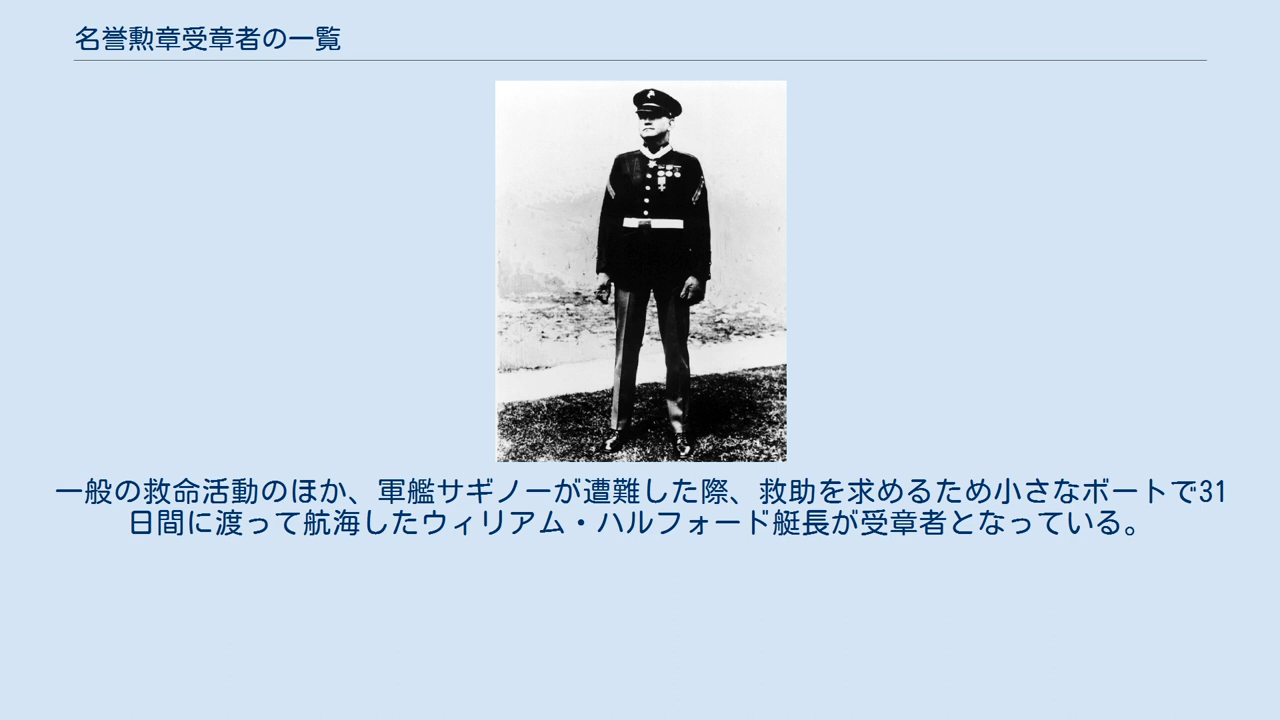 名誉勲章受章者の一覧
一般の救命活動のほか、軍艦サギノーが遭難した際、救助を求めるため小さなボートで31
日間に渡って航海したウィリアム・ハルフォード艇長が受章者となっている。